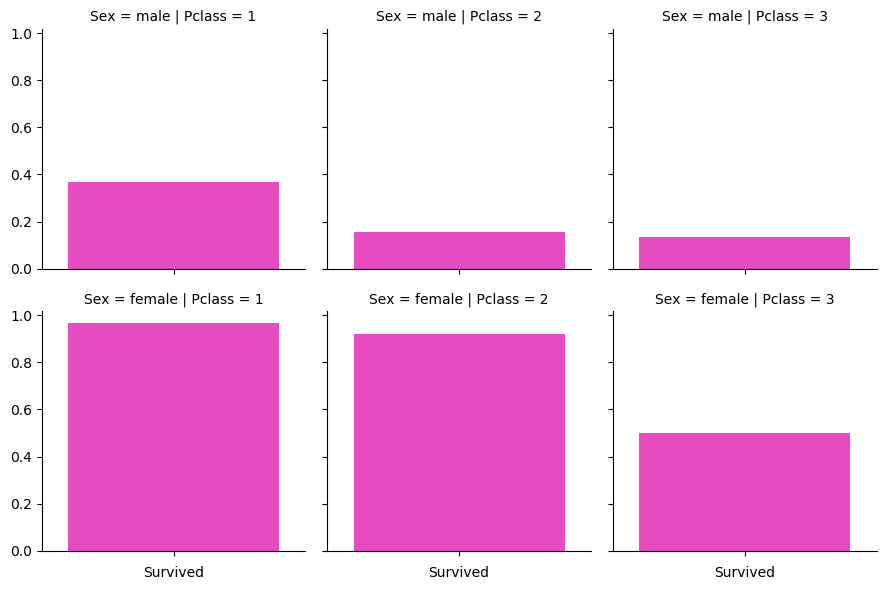 Sex = male | Pclass = 1
Sex = male | Pclass = 2
Sex = male | Pclass = 3
1.0
0.8
0.6
0.4
0.2
0.0
Sex = female | Pclass = 1
Sex = female | Pclass = 2
Sex = female | Pclass = 3
1.0
0.8
0.6
0.4
0.2
0.0
Survived
Survived
Survived